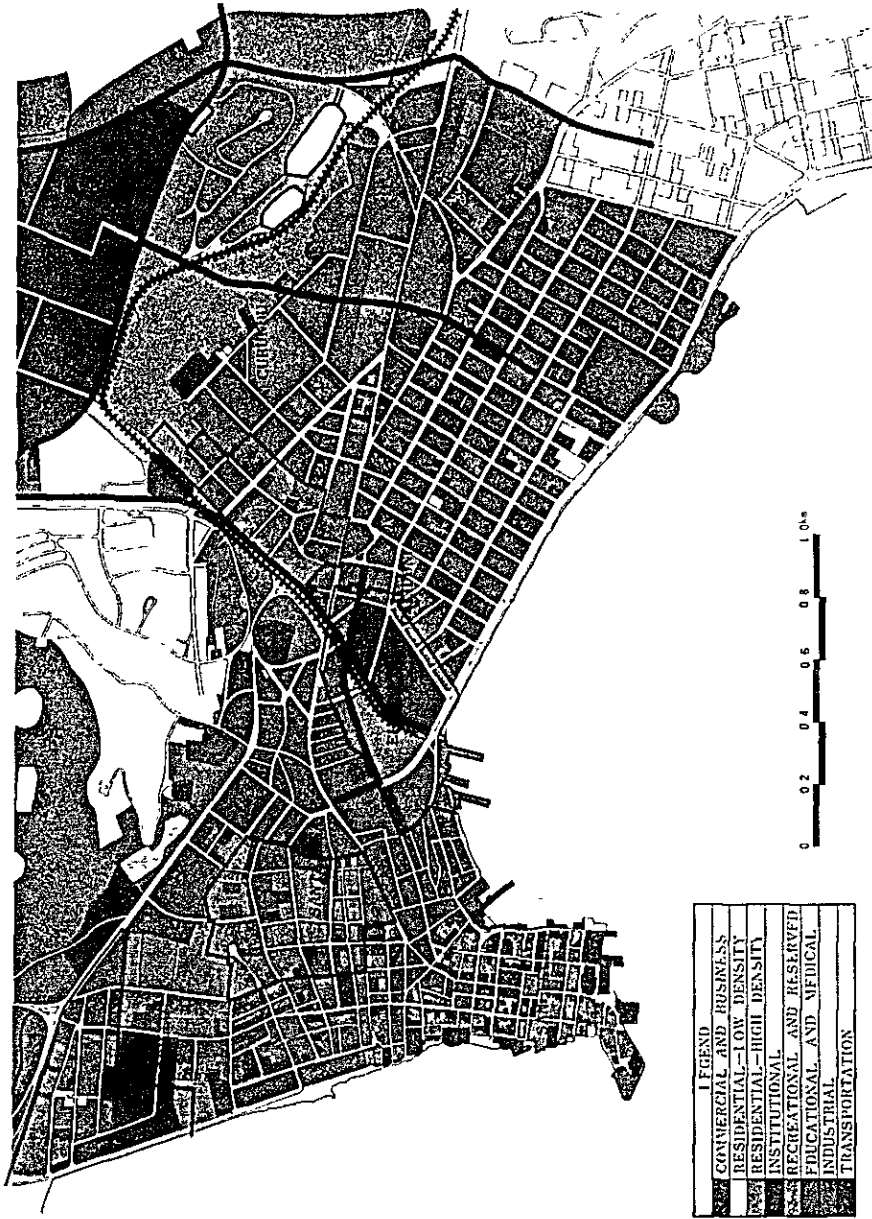 LEGEND
COMMERCIAL AND BUSINESS
RESIDENTIAL-LOW DENSITY
RESIDENTIAL-HIGH DENSITY
INSTITUTIONAL
RECREATIONAL AND RESERVED
EDUCATIONAL AND MEDICAL
INDUSTRIAL
TRANSPORTATION
0 0.2 0.4 0.6 0.8 1.0km